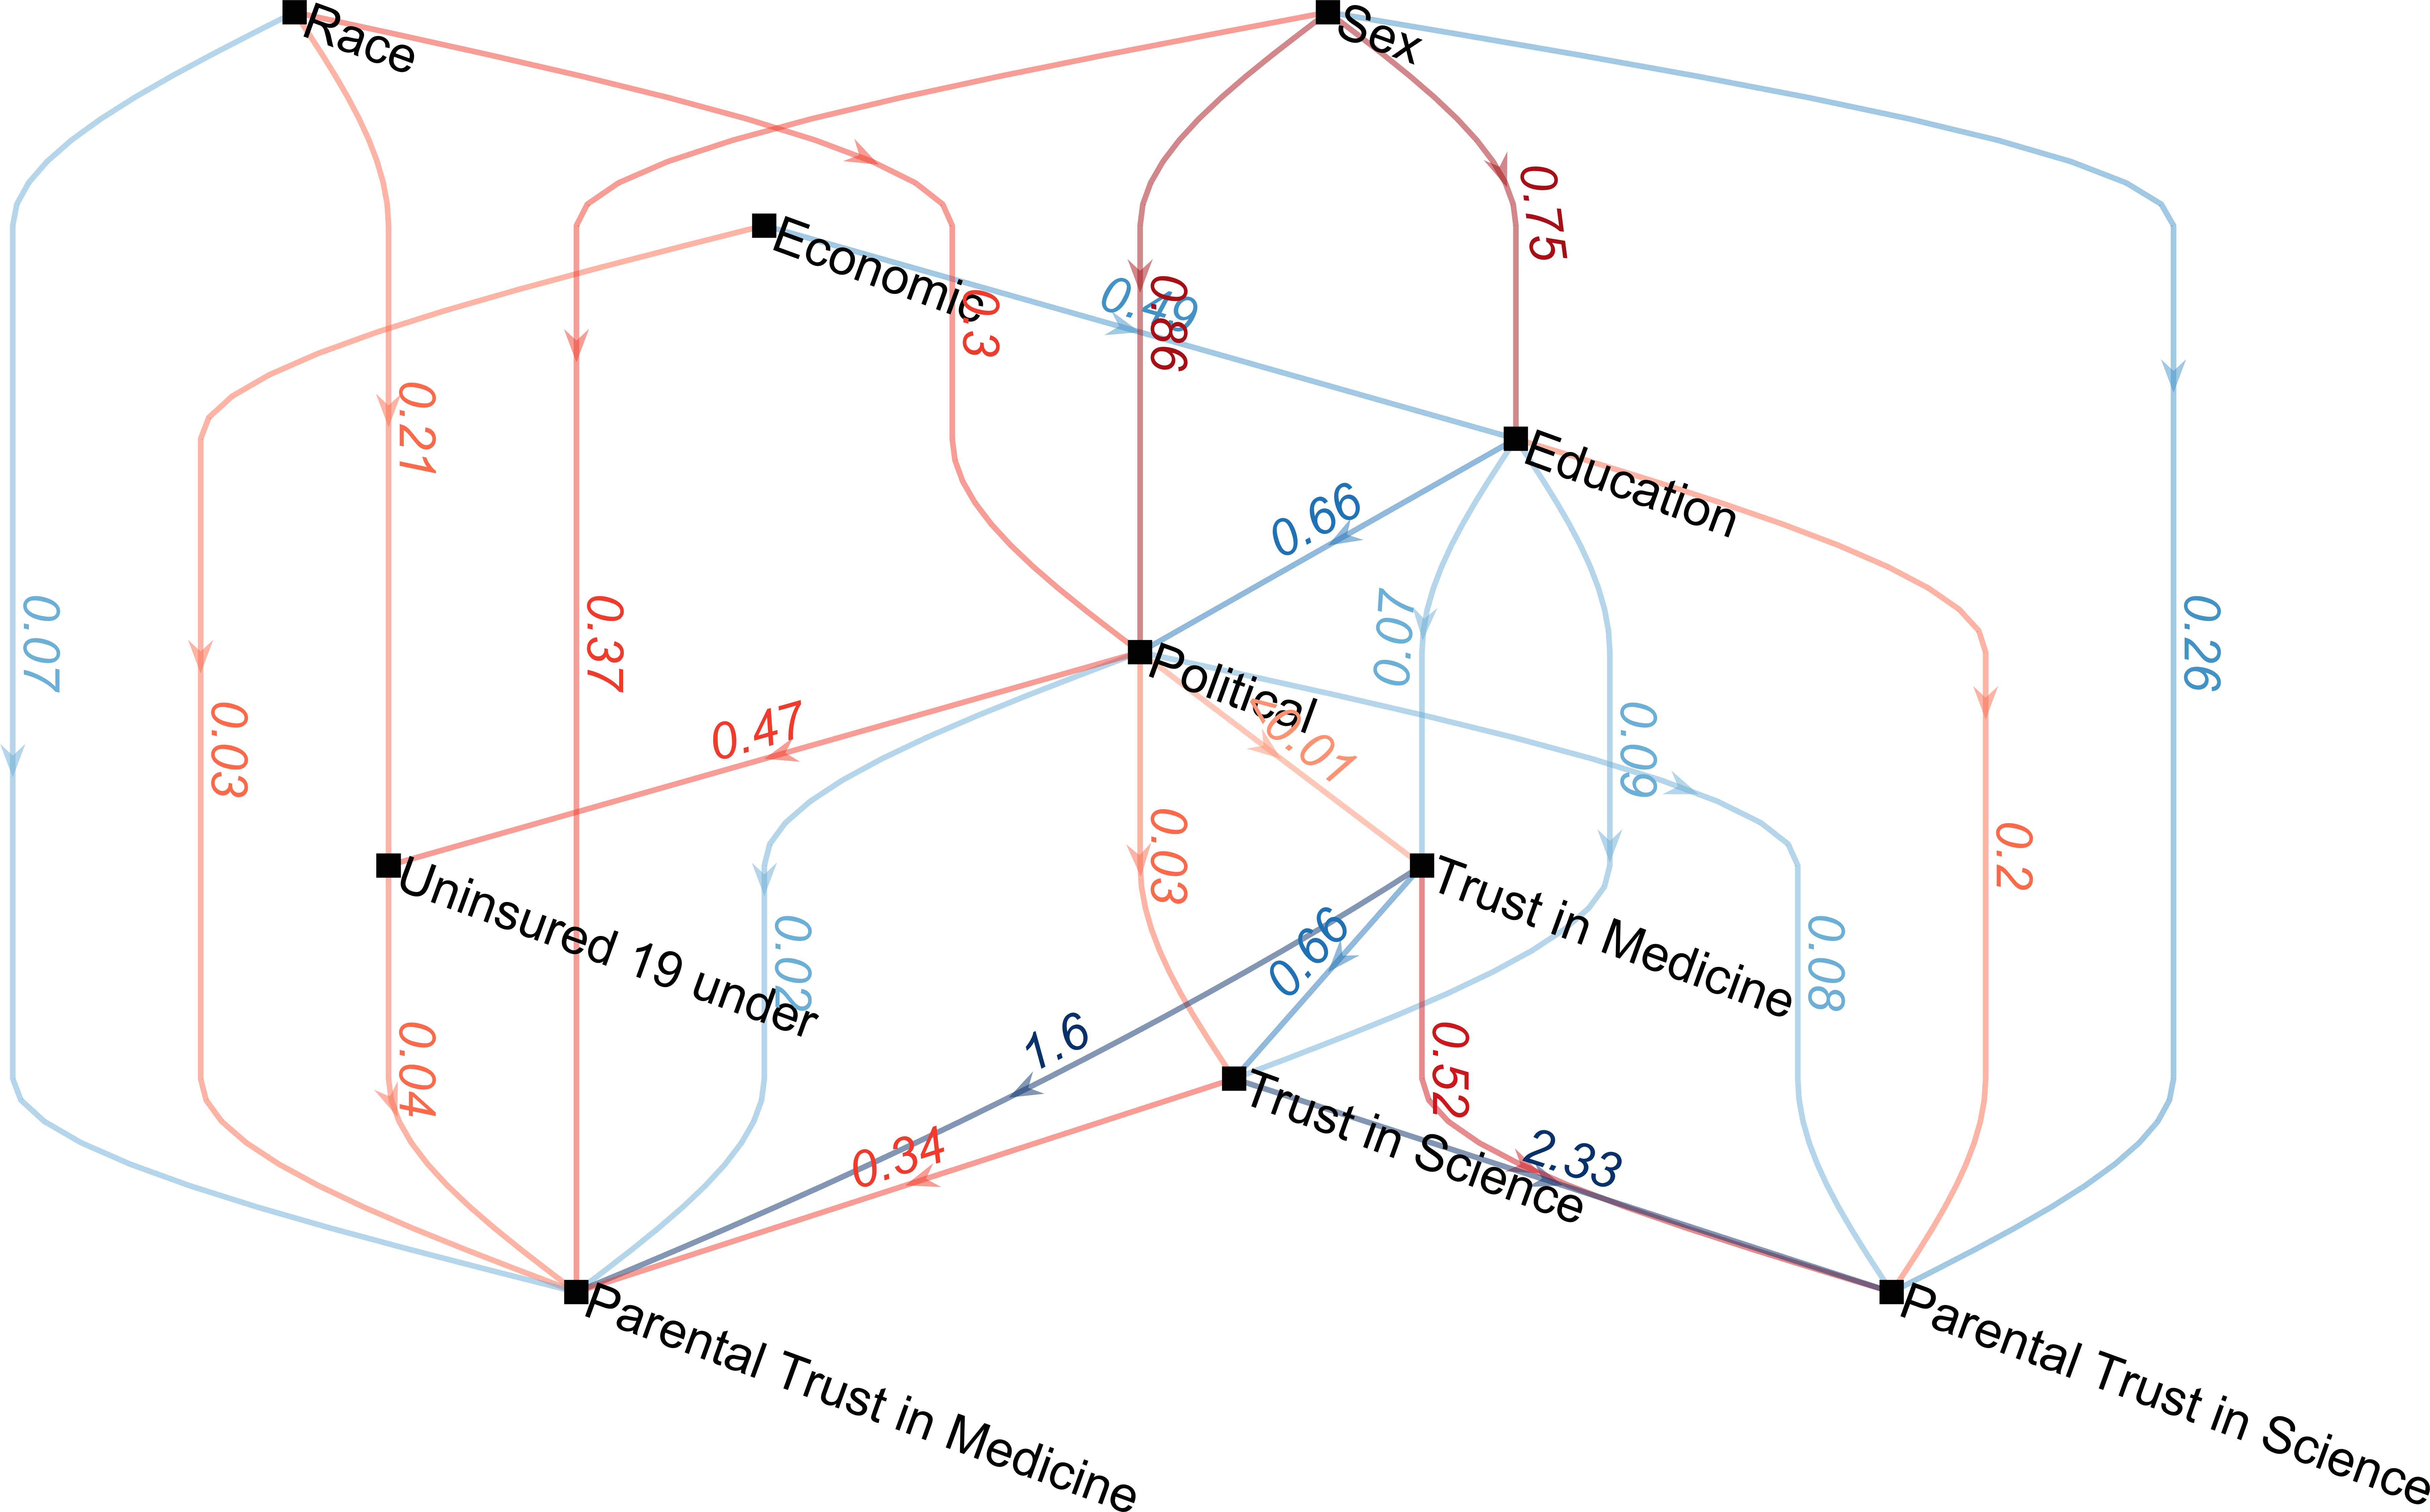 Race
Sex
0.75
Economic
0.3
0.49
0.86
0.21
Education
0.66
0.07
0.07
0.37
0.26
0.03
Political
0.01
0.47
0.09
0.03
0.2
Uninsured 19 under
Trust in Medicine
0.02
0.66
0.08
0.04
1.6
0.52
Trust in Science
0.34
2.33
Parental Trust in Medicine
Parental Trust in Science